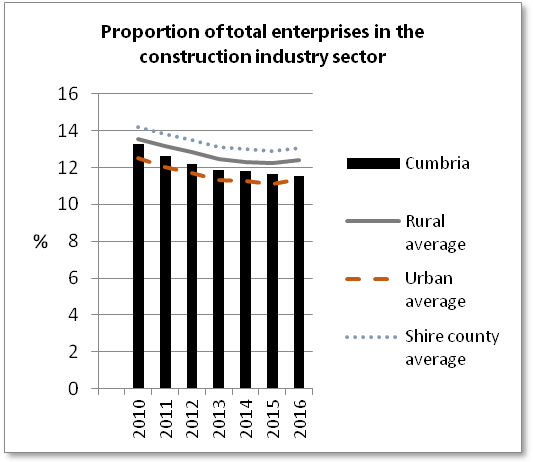 Proportion of total enterprises in the
construction industry sector
16
14
12
10
8
6
4
2
0
%
2010
2011
2012
2013
2014
2015
2016
Cumbria
Rural
average
Urban
average
Shire county
average